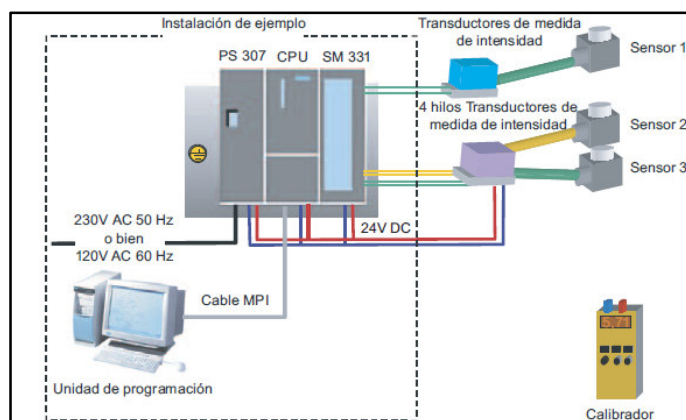 Instalación de ejemplo
Transductores de medida
de intensidad
Sensor 1
PS 307
CPU
SM 331
4 hilos Transductores de
medida de intensidad
Sensor 2
Sensor 3
230V AC 50 Hz
o bien
120V AC 60 Hz
24V DC
Cable MPI
5.71
Unidad de programación
Calibrador